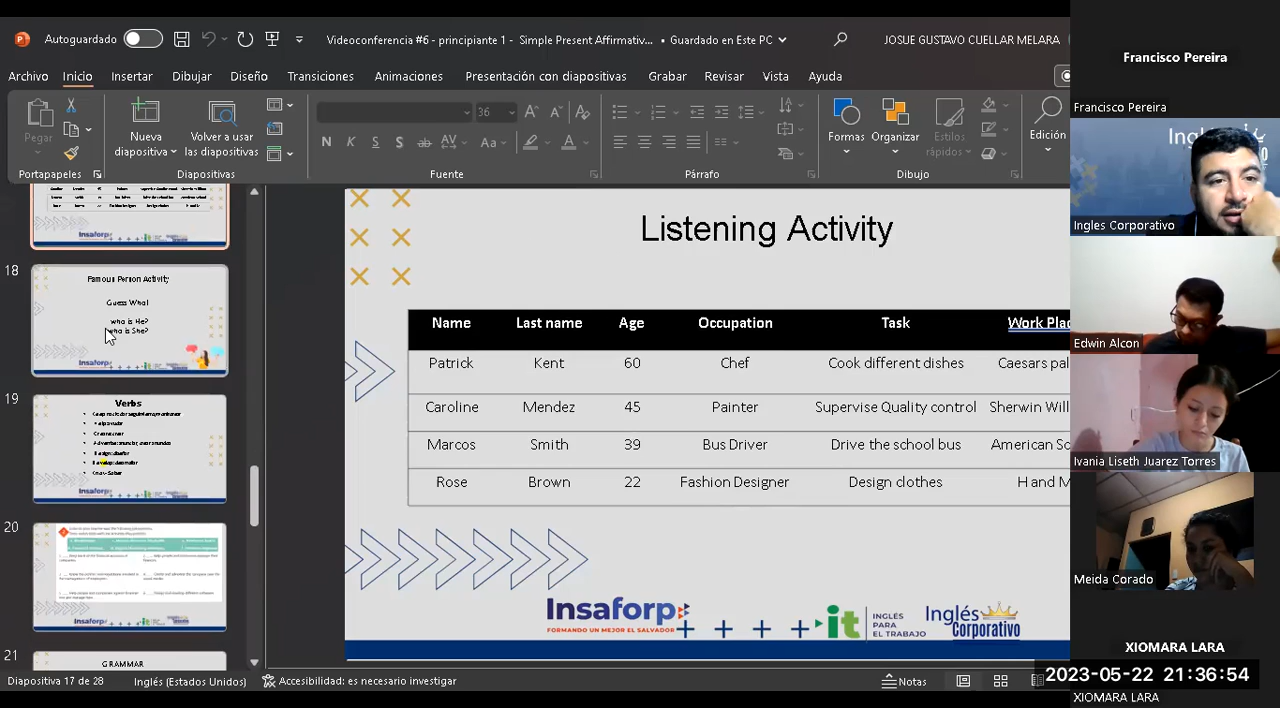 Autoguardado
Videoconferencia #6 - principiante 1 - Simple Present Affirmativ... • Guardado en Este PC
JOSUE GUSTAVO CUELLAR MELARA
Archivo Inicio Insertar Dibujar Diseño Transiciones Animaciones Presentación con diapositivas Grabar Revisar Vista Ayuda
Pegar
Nueva diapositiva
Volver a usar las diapositivas
36
N K S S ab AV Aa A
Formas
Organizar
Estilos rápidos
Edición
Portapapeles
Diapositivas
Fuente
Párrafo
Dibujo
18
Famous Person Activity
Guess Who!
who is He?
who is She?
19
Verbs
20
21
GRAMMAR
Listening Activity
Name Last name Age Occupation Task Work Pla
Patrick Kent 60 Chef Cook different dishes Caesars pal
Caroline Mendez 45 Painter Supervise Quality control Sherwin Will
Marcos Smith 39 Bus Driver Drive the school bus American Sc
Rose Brown 22 Fashion Designer Design clothes H and M
Insaforp
FORMANDO UN MEJOR EL SALVADOR
it
INGLÉS
PARA
EL TRABAJO
Inglés
Corporativo
Diapositiva 17 de 28
Inglés (Estados Unidos)
Accesibilidad: es necesario investigar
Notas
Francisco Pereira
Francisco Pereira
Ingles Corporativo
Edwin Alcon
Ivania Liseth Juarez Torres
Meida Corado
XIOMARA LARA
2023-05-22 21:36:54
XIOMARA LARA